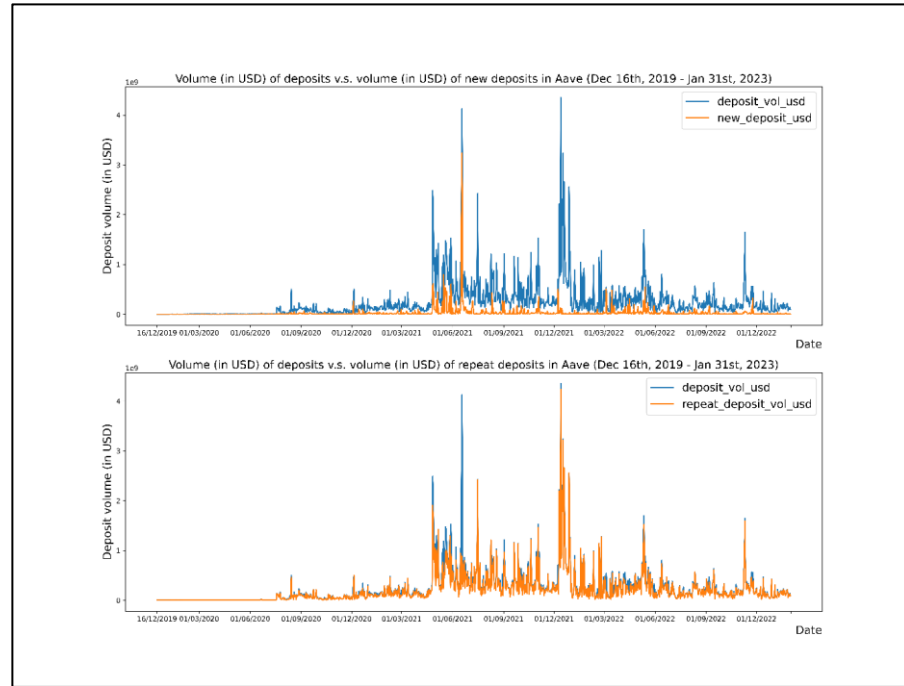 Volume (in USD) of deposits v.s. volume (in USD) of new deposits in Aave (Dec 16th, 2019 - Jan 31st, 2023)
1e9
deposit_vol_usd
new_deposit_usd
Deposit volume (in USD)
4
3
2
1
0
16/12/2019 01/03/2020 01/06/2020 01/09/2020 01/12/2020 01/03/2021 01/06/2021 01/09/2021 01/12/2021 01/03/2022 01/06/2022 01/09/2022 01/12/2022
Date
Volume (in USD) of deposits v.s. volume (in USD) of repeat deposits in Aave (Dec 16th, 2019 - Jan 31st, 2023)
1e9
deposit_vol_usd
repeat_deposit_vol_usd
Deposit volume (in USD)
4
3
2
1
0
16/12/2019 01/03/2020 01/06/2020 01/09/2020 01/12/2020 01/03/2021 01/06/2021 01/09/2021 01/12/2021 01/03/2022 01/06/2022 01/09/2022 01/12/2022
Date